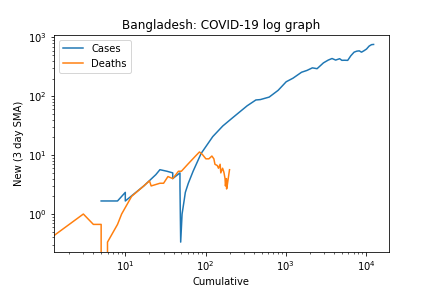 Bangladesh: COVID-19 log graph
Cases
Deaths
New (3 day SMA)
10³
10²
10¹
10⁰
10¹
10²
10³
10⁴
Cumulative